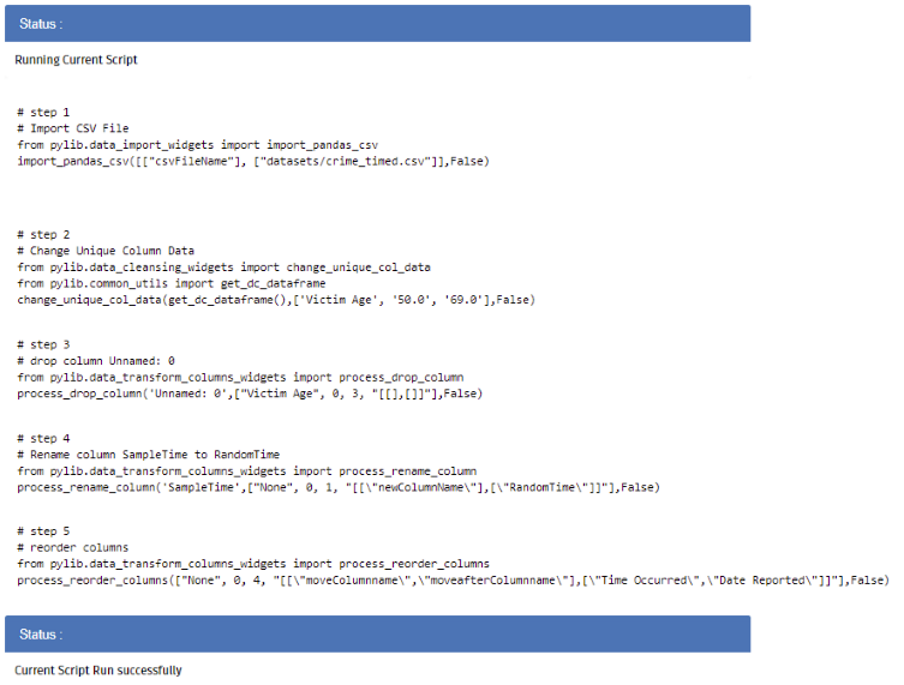 Status :
Running Current Script
# step 1
# Import CSV File
from pylib.data_import_widgets import import_pandas_csv
import_pandas_csv([["csvFileName"], ["datasets/crime_timed.csv"]],False)
# step 2
# Change Unique Column Data
from pylib.data_cleansing_widgets import change_unique_col_data
from pylib.common_utils import get_dc_dataframe
change_unique_col_data(get_dc_dataframe(),['Victim Age', '50.0', '69.0'],False)
# step 3
# drop column Unnamed: 0
from pylib.data_transform_columns_widgets import process_drop_column
process_drop_column('Unnamed: 0',["Victim Age", 0, 3, "[[],[]]"],False)
# step 4
# Rename column SampleTime to RandomTime
from pylib.data_transform_columns_widgets import process_rename_column
process_rename_column('SampleTime',["None", 0, 1, "[[\"newColumnName\"],[\"RandomTime\"]]"],False)
# step 5
# reorder columns
from pylib.data_transform_columns_widgets import process_reorder_columns
process_reorder_columns(["None", 0, 4, "[[\"moveColumnname\",\"moveafterColumnname\"],[\"Time Occurred\",\"Date Reported\"]]"],False)
Status :
Current Script Run successfully